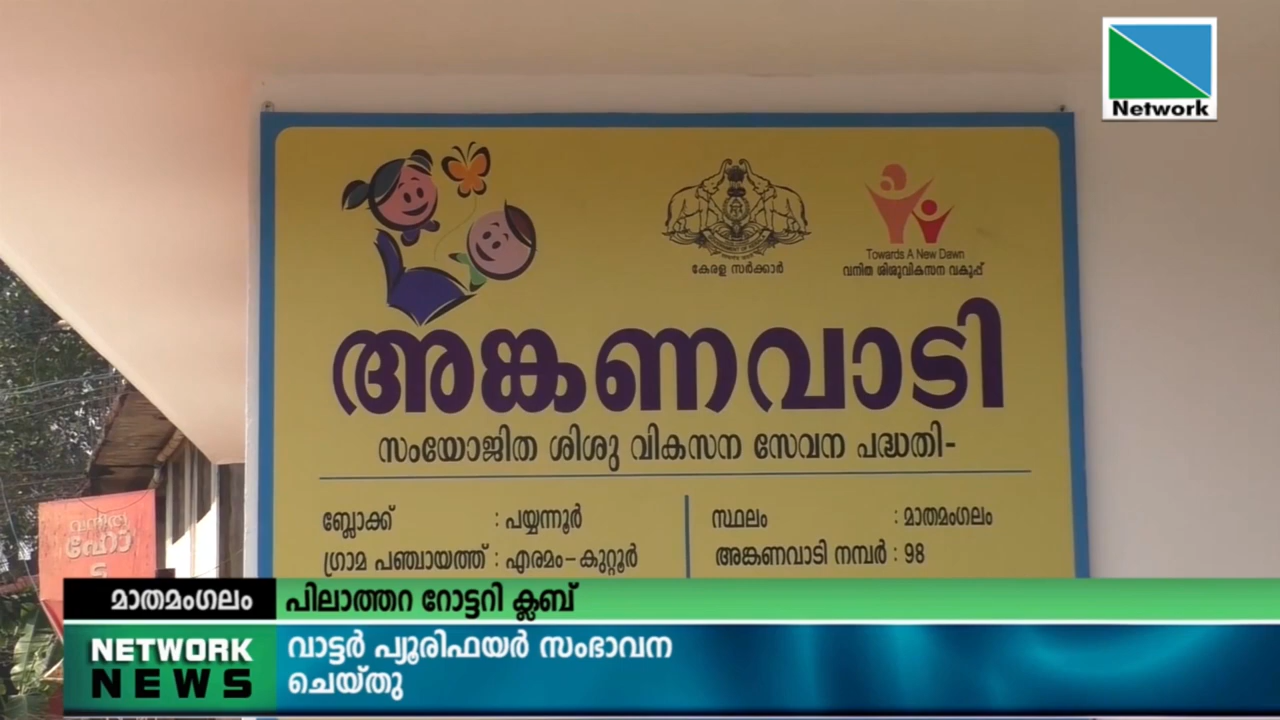 Network
Towards A New Dawn
കേരള സർക്കാർ
വനിത ശിശുവികസന വകുപ്പ്
അങ്കണവാടി
സംയോജിത ശിശു വികസന സേവന പദ്ധതി-
ബ്ലോക്ക് : പയ്യന്നൂർ
സ്ഥലം : മാതമംഗലം
ഗ്രാമ പഞ്ചായത്ത് : എരമം-കുറ്റൂർ
അങ്കണവാടി നമ്പർ : 98
വനിത
ഹോ
മാതമംഗലം
പിലാത്തറ റോട്ടറി ക്ലബ്
NETWORK
NEWS
വാട്ടർ പ്യൂരിഫയർ സംഭാവന
ചെയ്തു